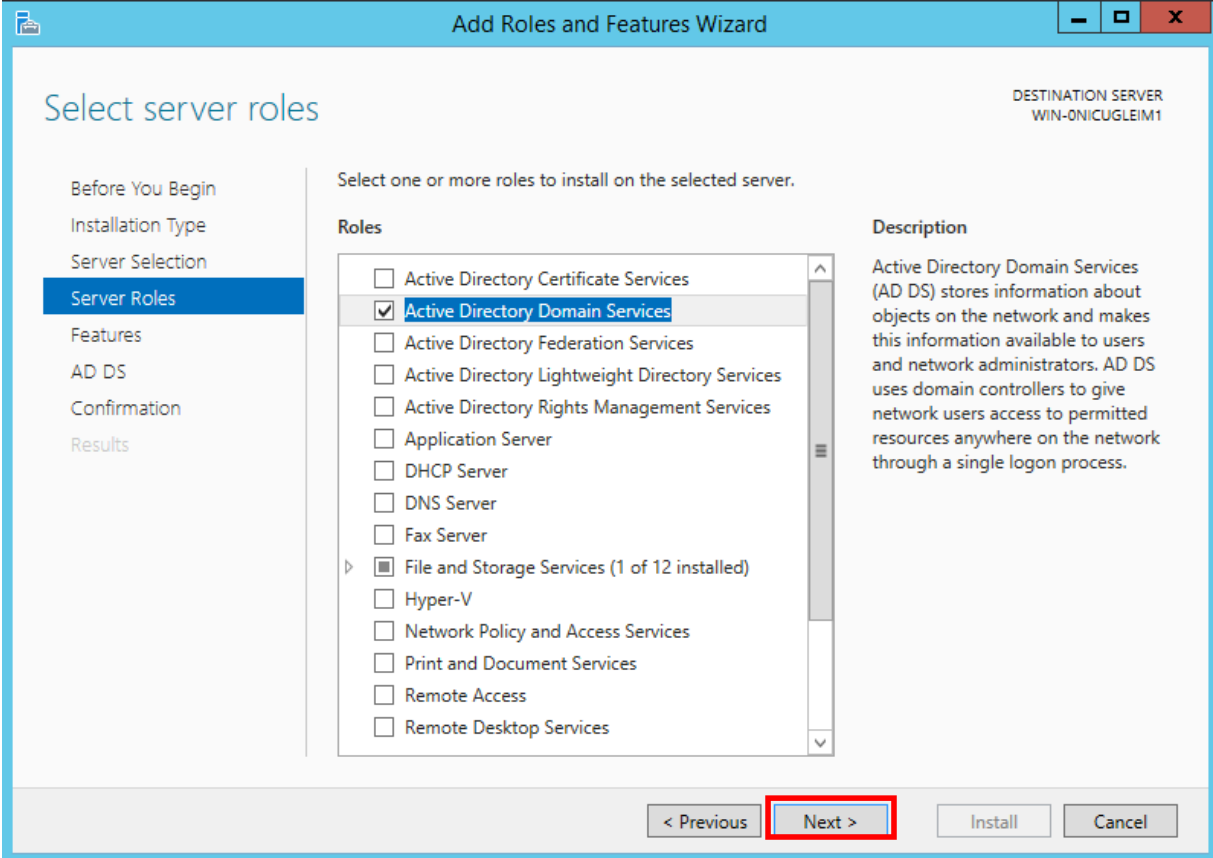 Add Roles and Features Wizard
Select server roles
DESTINATION SERVER
WIN-0NICUGLEIM1
Before You Begin
Installation Type
Server Selection
Server Roles
Features
AD DS
Confirmation
Results
Select one or more roles to install on the selected server.
Roles
Active Directory Certificate Services
Active Directory Domain Services
Active Directory Federation Services
Active Directory Lightweight Directory Services
Active Directory Rights Management Services
Application Server
DHCP Server
DNS Server
Fax Server
File and Storage Services (1 of 12 installed)
Hyper-V
Network Policy and Access Services
Print and Document Services
Remote Access
Remote Desktop Services
Description
Active Directory Domain Services
(AD DS) stores information about
objects on the network and makes
this information available to users
and network administrators. AD DS
uses domain controllers to give
network users access to permitted
resources anywhere on the network
through a single logon process.
< Previous
Next >
Install
Cancel